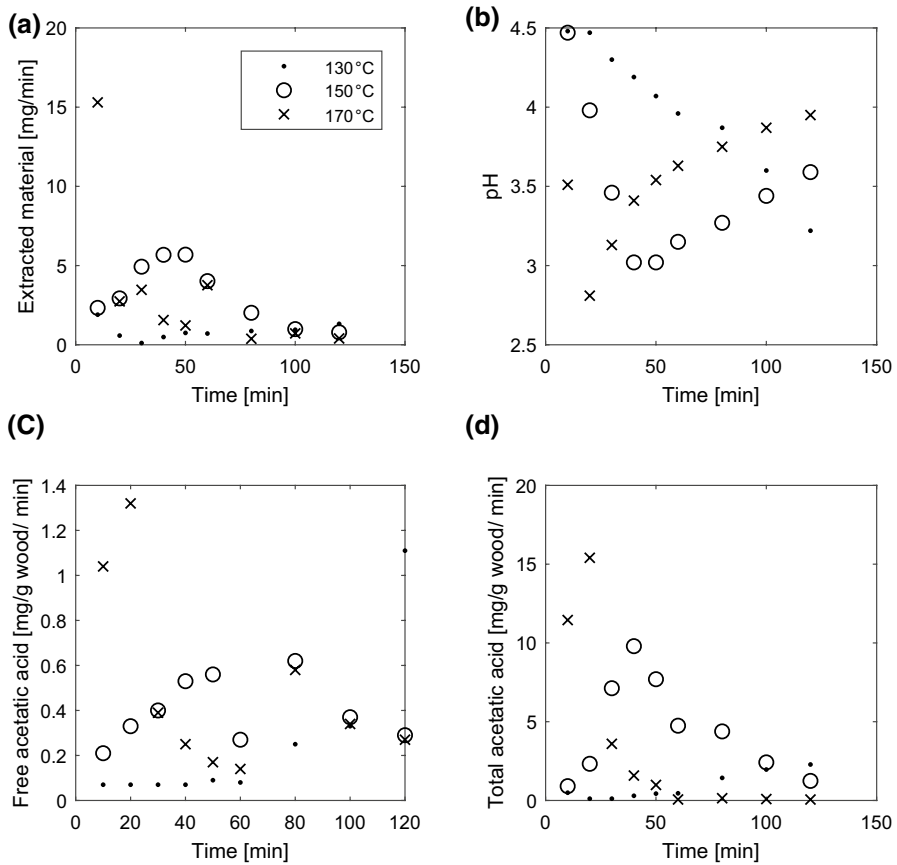 (a)
20
15
10
5
0
Extracted material [mg/min]
130°C
150°C
170°C
0 50 100 150
Time [min]
(b)
4.5
4
3.5
3
2.5
pH
0 50 100 150
Time [min]
(C)
1.4
1.2
1
0.8
0.6
0.4
0.2
0
Free acetatic acid [mg/g wood/ min]
0 20 40 60 80 100 120
Time [min]
(d)
20
15
10
5
0
Total acetatic acid [mg/g wood/ min]
0 50 100 150
Time [min]